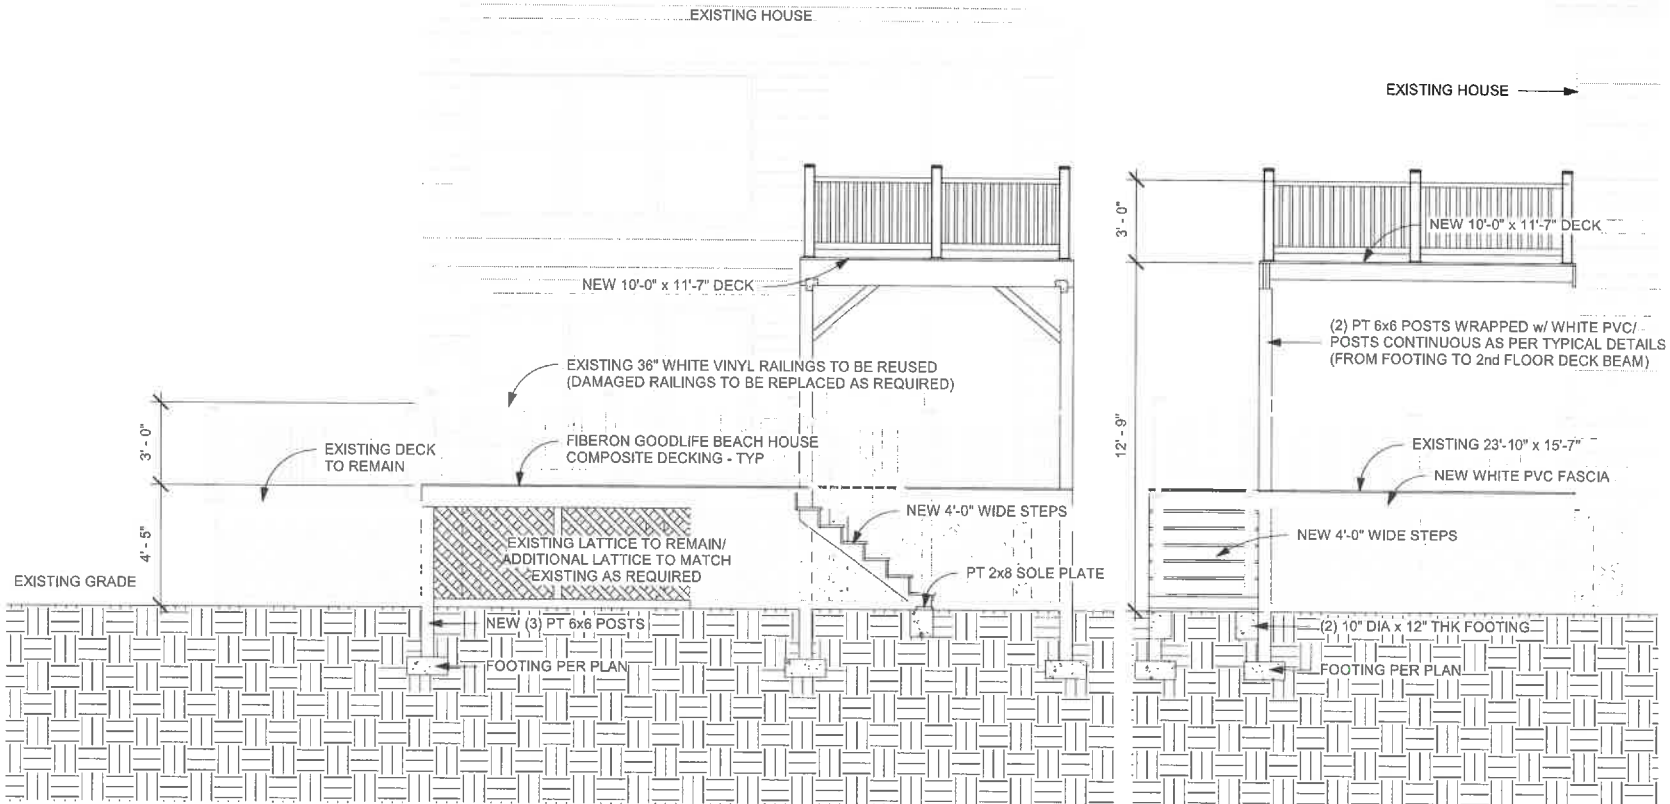 EXISTING HOUSE
EXISTING HOUSE
3' - 0"
NEW 10'-0" x 11'-7" DECK
NEW 10'-0" x 11'-7" DECK
(2) PT 6x6 POSTS WRAPPED w/ WHITE PVC/
POSTS CONTINUOUS AS PER TYPICAL DETAILS
(FROM FOOTING TO 2nd FLOOR DECK BEAM)
EXISTING 36" WHITE VINYL RAILINGS TO BE REUSED
(DAMAGED RAILINGS TO BE REPLACED AS REQUIRED)
3' - 0"
EXISTING DECK
TO REMAIN
FIBERON GOODLIFE BEACH HOUSE
COMPOSITE DECKING - TYP
12' - 9"
EXISTING 23'-10" x 15'-7"
NEW WHITE PVC FASCIA
NEW 4'-0" WIDE STEPS
NEW 4'-0" WIDE STEPS
4' - 5"
EXISTING LATTICE TO REMAIN/
ADDITIONAL LATTICE TO MATCH
EXISTING AS REQUIRED
PT 2x8 SOLE PLATE
EXISTING GRADE
NEW (3) PT 6x6 POSTS
(2) 10" DIA x 12" THK FOOTING
FOOTING PER PLAN
FOOTING PER PLAN